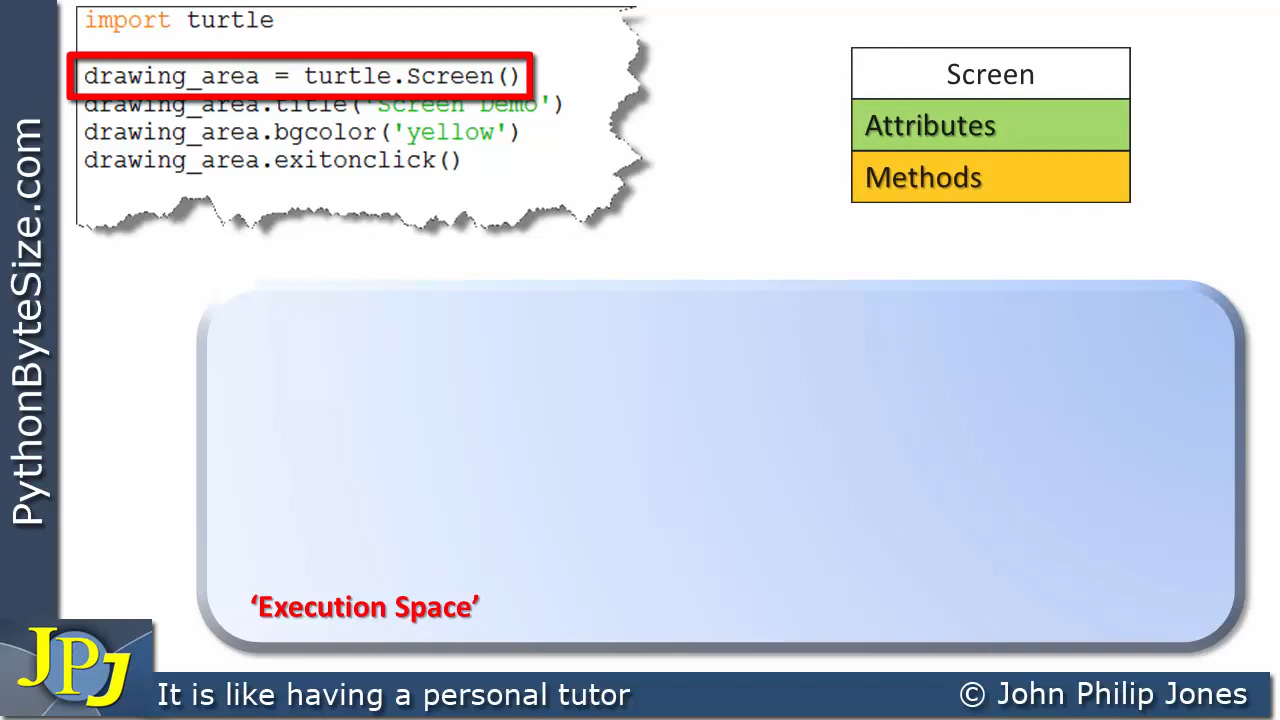 import turtle
drawing_area = turtle.Screen()
drawing_area.title('Screen Demo')
drawing_area.bgcolor('yellow')
drawing_area.exitonclick()
Screen
Attributes
Methods
PythonByteSize.com
'Execution Space'
JPJ
It is like having a personal tutor
© John Philip Jones